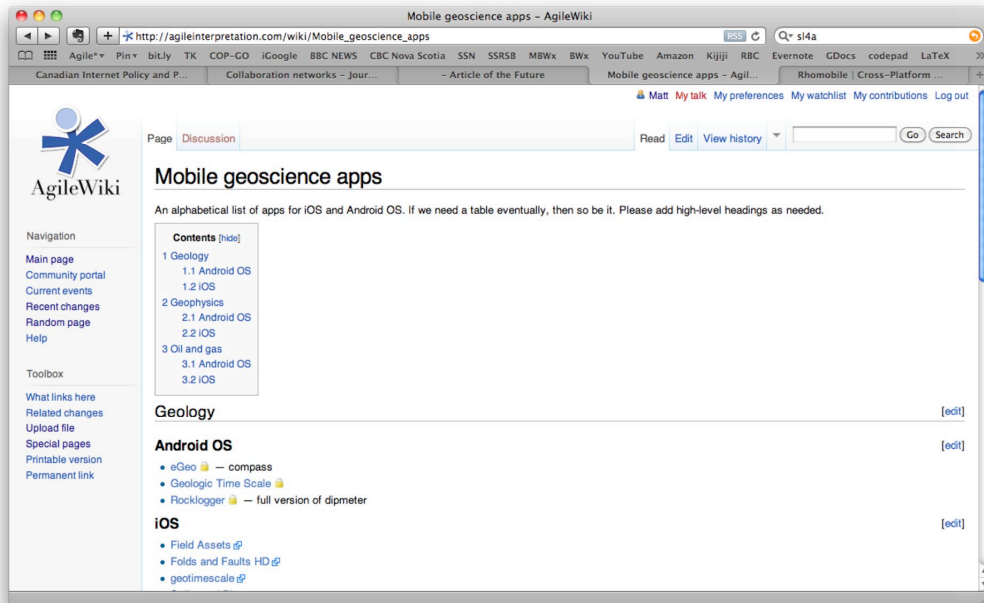 Mobile geoscience apps – AgileWiki
http://agileinterpretation.com/wiki/Mobile_geoscience_apps RSS sl4a
Agile* Pin bit.ly TK COP-GO iGoogle BBC NEWS CBC Nova Scotia SSN SSRSB MBWx BWx YouTube Amazon Kijiji RBC Evernote GDocs codepad LaTeX
Canadian Internet Policy and P... Collaboration networks – Jour... – Article of the Future Mobile geoscience apps – Agil... Rhomobile | Cross-Platform ...
Matt My talk My preferences My watchlist My contributions Log out
Page Discussion Read Edit View history Go Search
AgileWiki
Navigation
Main page
Community portal
Current events
Recent changes
Random page
Help
Toolbox
What links here
Related changes
Upload file
Special pages
Printable version
Permanent link
Mobile geoscience apps
An alphabetical list of apps for iOS and Android OS. If we need a table eventually, then so be it. Please add high-level headings as needed.
Contents [hide]
1 Geology
1.1 Android OS
1.2 iOS
2 Geophysics
2.1 Android OS
2.2 iOS
3 Oil and gas
3.1 Android OS
3.2 iOS
Geology [edit]
Android OS [edit]
• eGeo — compass
• Geologic Time Scale
• Rocklogger — full version of dipmeter
iOS [edit]
• Field Assets
• Folds and Faults HD
• geotimescale